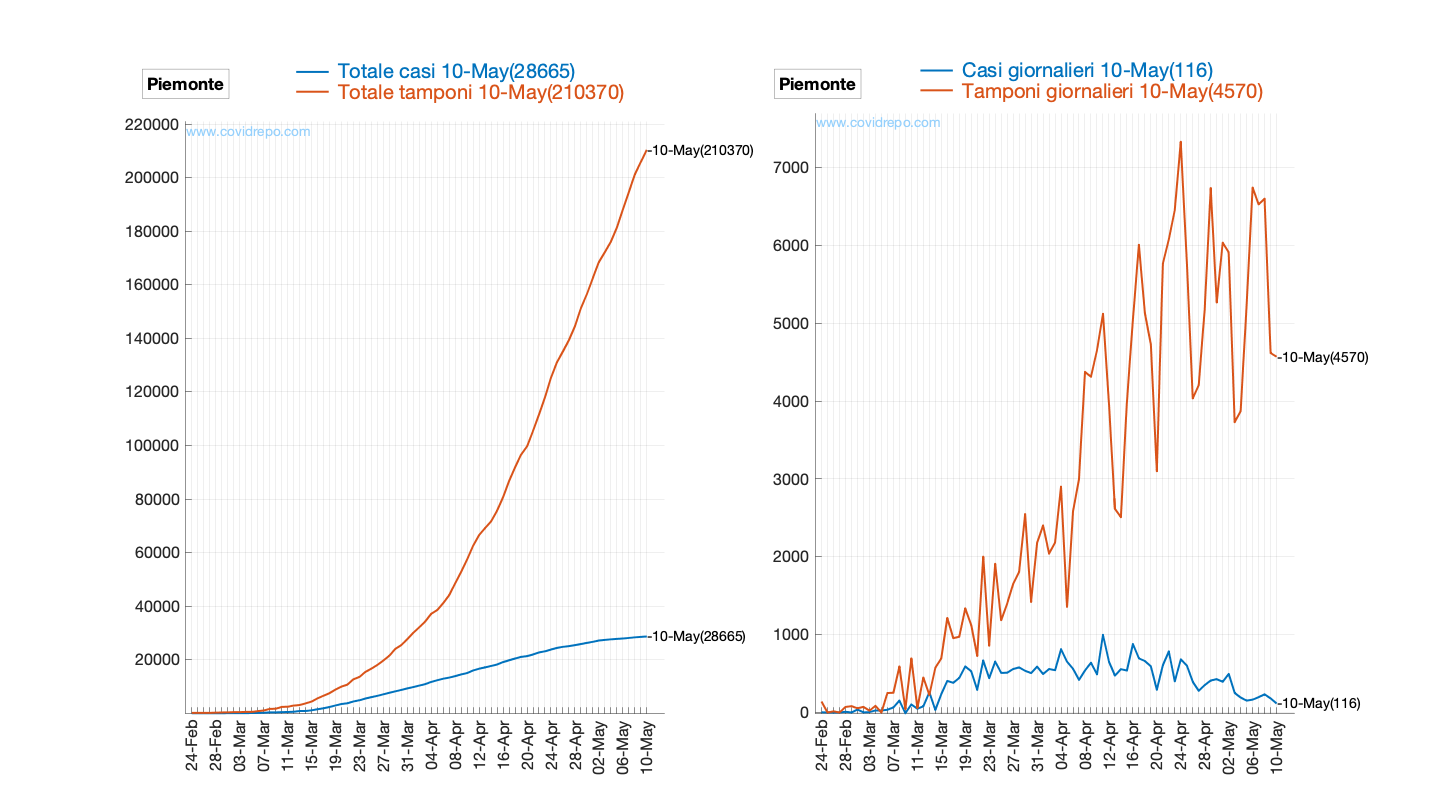 Piemonte
Totale casi 10-May(28665)
Totale tamponi 10-May(210370)
www.covidrepo.com
220000
200000
180000
160000
140000
120000
100000
80000
60000
40000
20000
10-May(210370)
10-May(28665)
24-Feb
28-Feb
03-Mar
07-Mar
11-Mar
15-Mar
19-Mar
23-Mar
27-Mar
31-Mar
04-Apr
08-Apr
12-Apr
16-Apr
20-Apr
24-Apr
28-Apr
02-May
06-May
10-May
Piemonte
Casi giornalieri 10-May(116)
Tamponi giornalieri 10-May(4570)
www.covidrepo.com
7000
6000
5000
4000
3000
2000
1000
0
10-May(4570)
10-May(116)
24-Feb
28-Feb
03-Mar
07-Mar
11-Mar
15-Mar
19-Mar
23-Mar
27-Mar
31-Mar
04-Apr
08-Apr
12-Apr
16-Apr
20-Apr
24-Apr
28-Apr
02-May
06-May
10-May